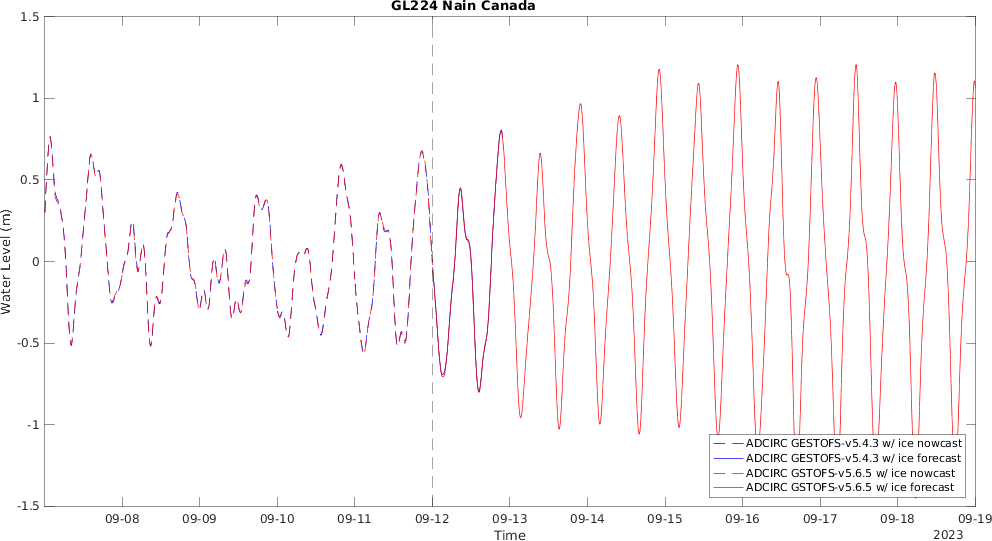 GL224 Nain Canada
1.5
1
0.5
0
-0.5
-1
-1.5
Water Level (m)
ADCIRC GESTOFS-v5.4.3 w/ ice nowcast
ADCIRC GESTOFS-v5.4.3 w/ ice forecast
ADCIRC GSTOFS-v5.6.5 w/ ice nowcast
ADCIRC GSTOFS-v5.6.5 w/ ice forecast
09-08 09-09 09-10 09-11 09-12 09-13 09-14 09-15 09-16 09-17 09-18 09-19
Time
2023